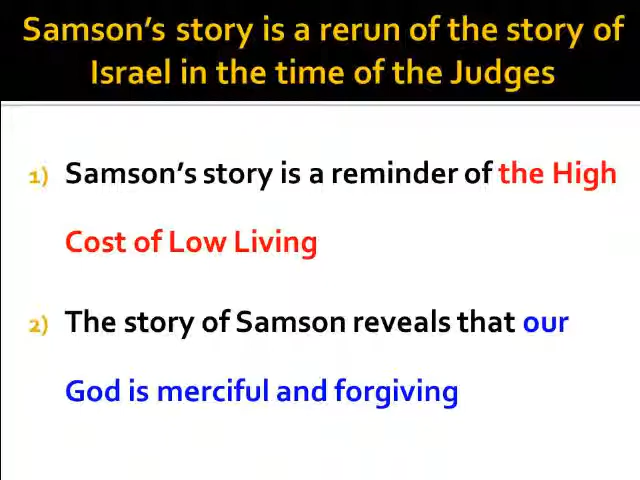 Samson's story is a rerun of the story of
Israel in the time of the Judges
1) Samson's story is a reminder of the High
Cost of Low Living
2) The story of Samson reveals that our
God is merciful and forgiving